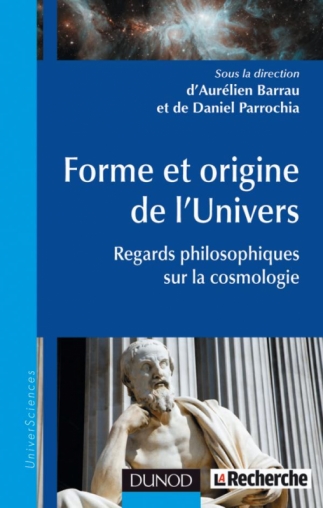 Sous la direction
d'Aurélien Barrau
et de Daniel Parrochia
Forme et origine
de l'Univers
Regards philosophiques
sur la cosmologie
UniverSciences
DUNOD
LA Recherche